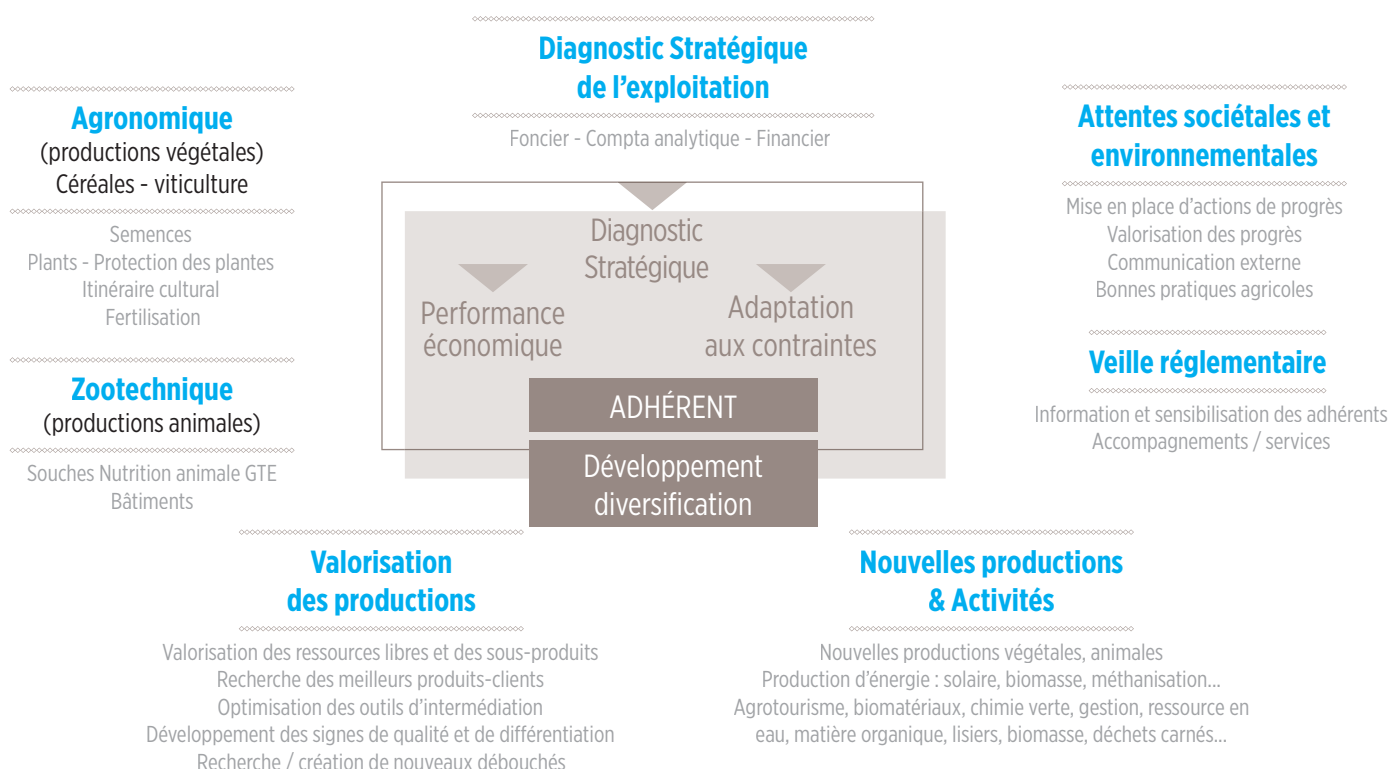 Diagnostic Stratégique
de l'exploitation
Foncier - Compta analytique - Financier
Agronomique
(productions végétales)
Céréales - viticulture
Semences
Plants - Protection des plantes
Itinéraire cultural
Fertilisation
Zootechnique
(productions animales)
Souches Nutrition animale GTE
Bâtiments
Diagnostic
Stratégique
Performance
économique
Adaptation
aux contraintes
ADHÉRENT
Développement
diversification
Attentes sociétales et
environnementales
Mise en place d'actions de progrès
Valorisation des progrès
Communication externe
Bonnes pratiques agricoles
Veille réglementaire
Information et sensibilisation des adhérents
Accompagnements / services
Valorisation
des productions
Valorisation des ressources libres et des sous-produits
Recherche des meilleurs produits-clients
Optimisation des outils d'intermédiation
Développement des signes de qualité et de différentiation
Recherche / création de nouveaux débouchés
Nouvelles productions
& Activités
Nouvelles productions végétales, animales
Production d'énergie : solaire, biomasse, méthanisation...
Agrotourisme, biomatériaux, chimie verte, gestion, ressource en
eau, matière organique, lisiers, biomasse, déchets carnés...